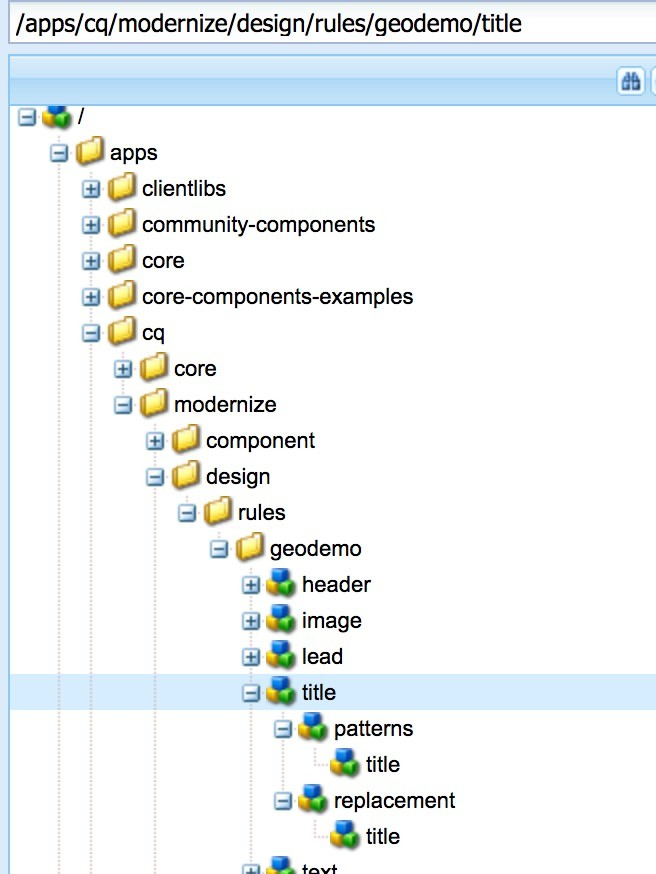 /apps/cq/modernize/design/rules/geodemo/title
/
apps
clientlibs
community-components
core
core-components-examples
cq
core
modernize
component
design
rules
geodemo
header
image
lead
title
patterns
title
replacement
title
text